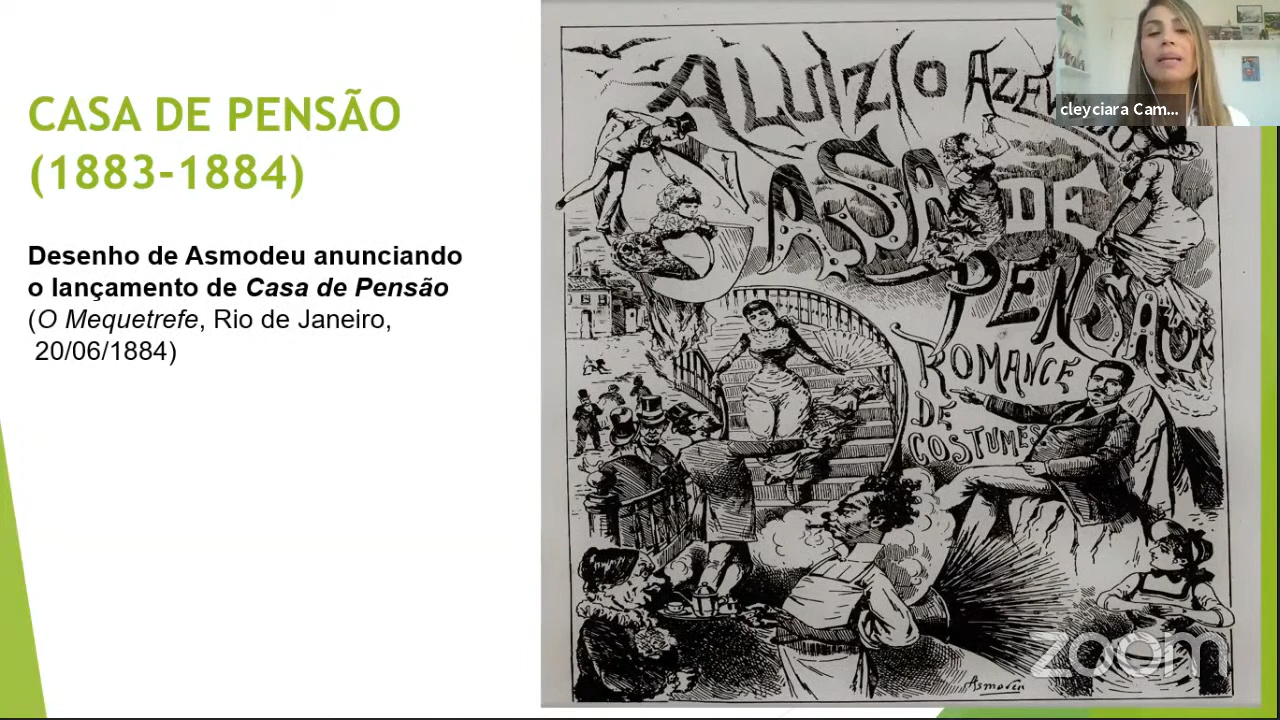 CASA DE PENSÃO
(1883-1884)
Desenho de Asmodeu anunciando
o lançamento de Casa de Pensão
(O Mequetrefe, Rio de Janeiro,
20/06/1884)
ALUIZIO
CASA DE
PENSÃO
ROMANCE
DE
COSTUMES
Asmodeu
cleyciara Cam...
zoom